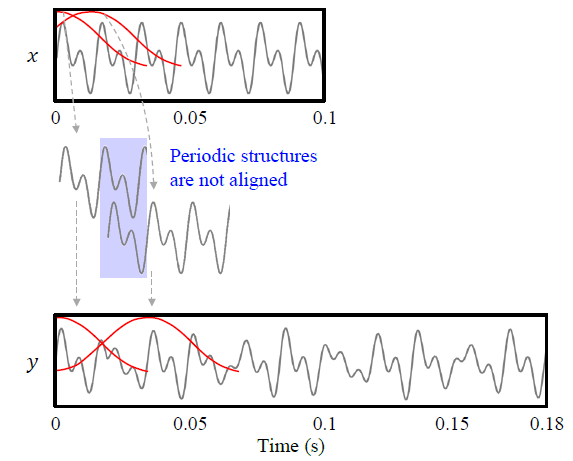 x
0 0.05 0.1
Periodic structures
are not aligned
y
0 0.05 0.1 0.15 0.18
Time (s)